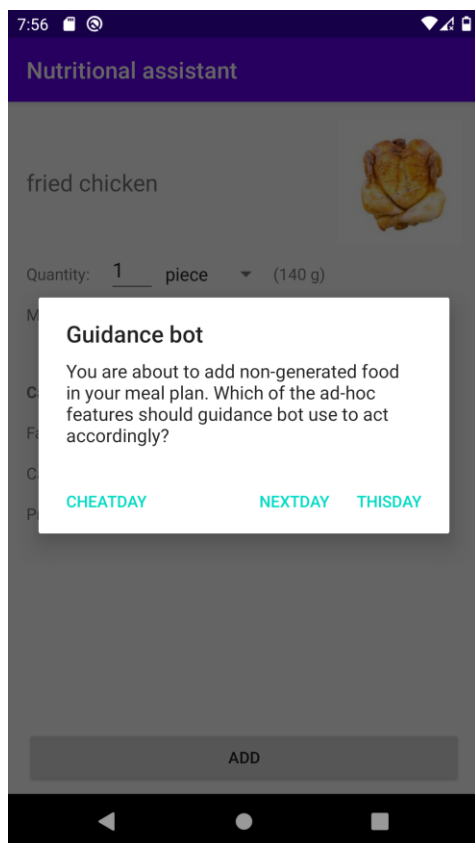 7:56
Nutritional assistant
fried chicken
Quantity: 1 piece (140 g)
M
Guidance bot
You are about to add non-generated food
in your meal plan. Which of the ad-hoc
features should guidance bot use to act
accordingly?
CHEATDAY NEXTDAY THISDAY
ADD